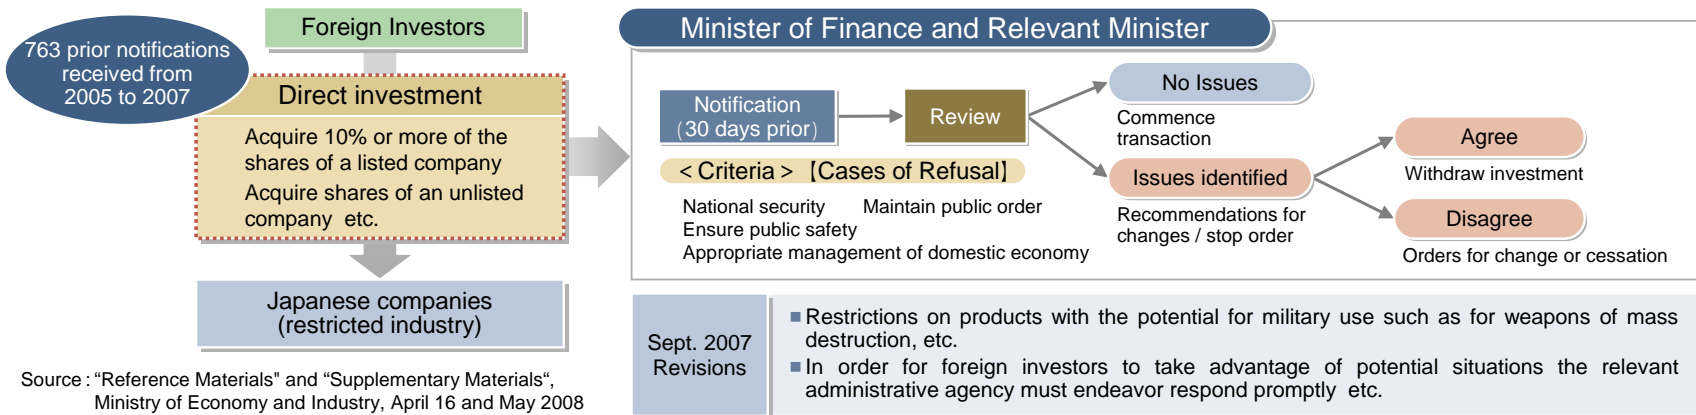 763 prior notifications
received from
2005 to 2007
Foreign Investors
Direct investment
Acquire 10% or more of the
shares of a listed company
Acquire shares of an unlisted
company etc.
Japanese companies
(restricted industry)
Source : “Reference Materials" and “Supplementary Materials“,
Ministry of Economy and Industry, April 16 and May 2008
Minister of Finance and Relevant Minister
Notification
(30 days prior)
Review
< Criteria > 【Cases of Refusal】
National security Maintain public order
Ensure public safety
Appropriate management of domestic economy
No Issues
Commence
transaction
Issues identified
Recommendations for
changes / stop order
Agree
Withdraw investment
Disagree
Orders for change or cessation
Sept. 2007
Revisions
■ Restrictions on products with the potential for military use such as for weapons of mass
destruction, etc.
■ In order for foreign investors to take advantage of potential situations the relevant
administrative agency must endeavor respond promptly etc.